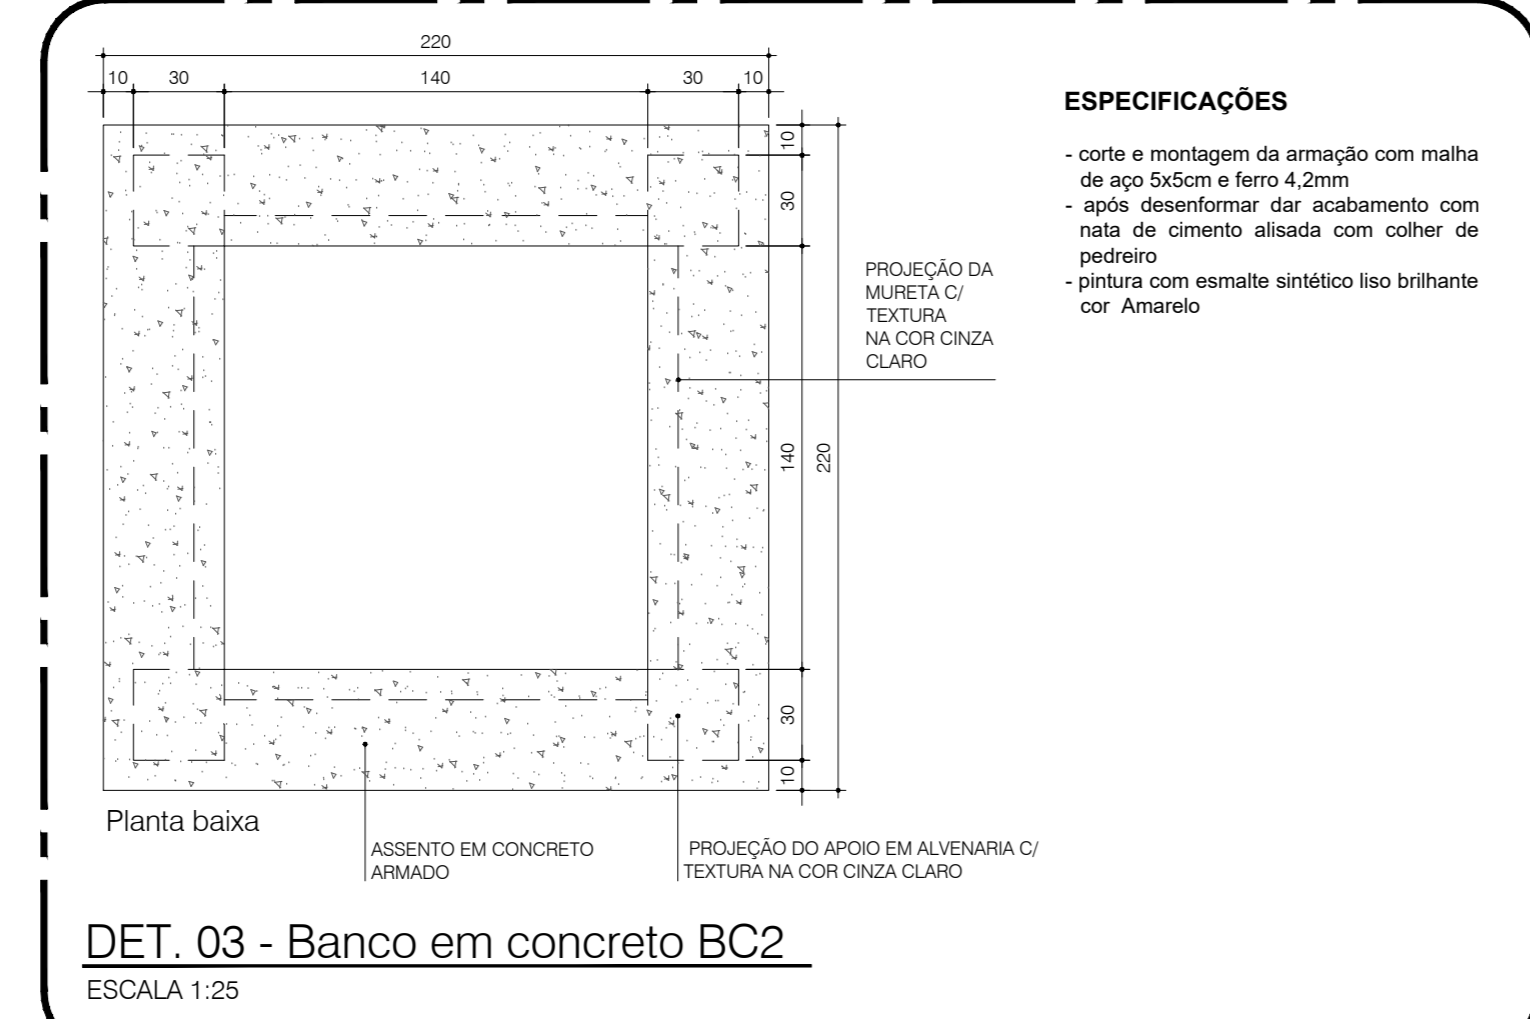 220
10 30 140 30 10
ESPECIFICAÇÕES
- corte e montagem da armação com malha
de aço 5x5cm e ferro 4,2mm
- após desenformar dar acabamento com
nata de cimento alisada com colher de
pedreiro
- pintura com esmalte sintético liso brilhante
cor Amarelo
10
30
140
220
30
10
PROJEÇÃO DA
MURETA C/
TEXTURA
NA COR CINZA
CLARO
Planta baixa
ASSENTO EM CONCRETO
ARMADO
PROJEÇÃO DO APOIO EM ALVENARIA C/
TEXTURA NA COR CINZA CLARO
DET. 03 - Banco em concreto BC2
ESCALA 1:25